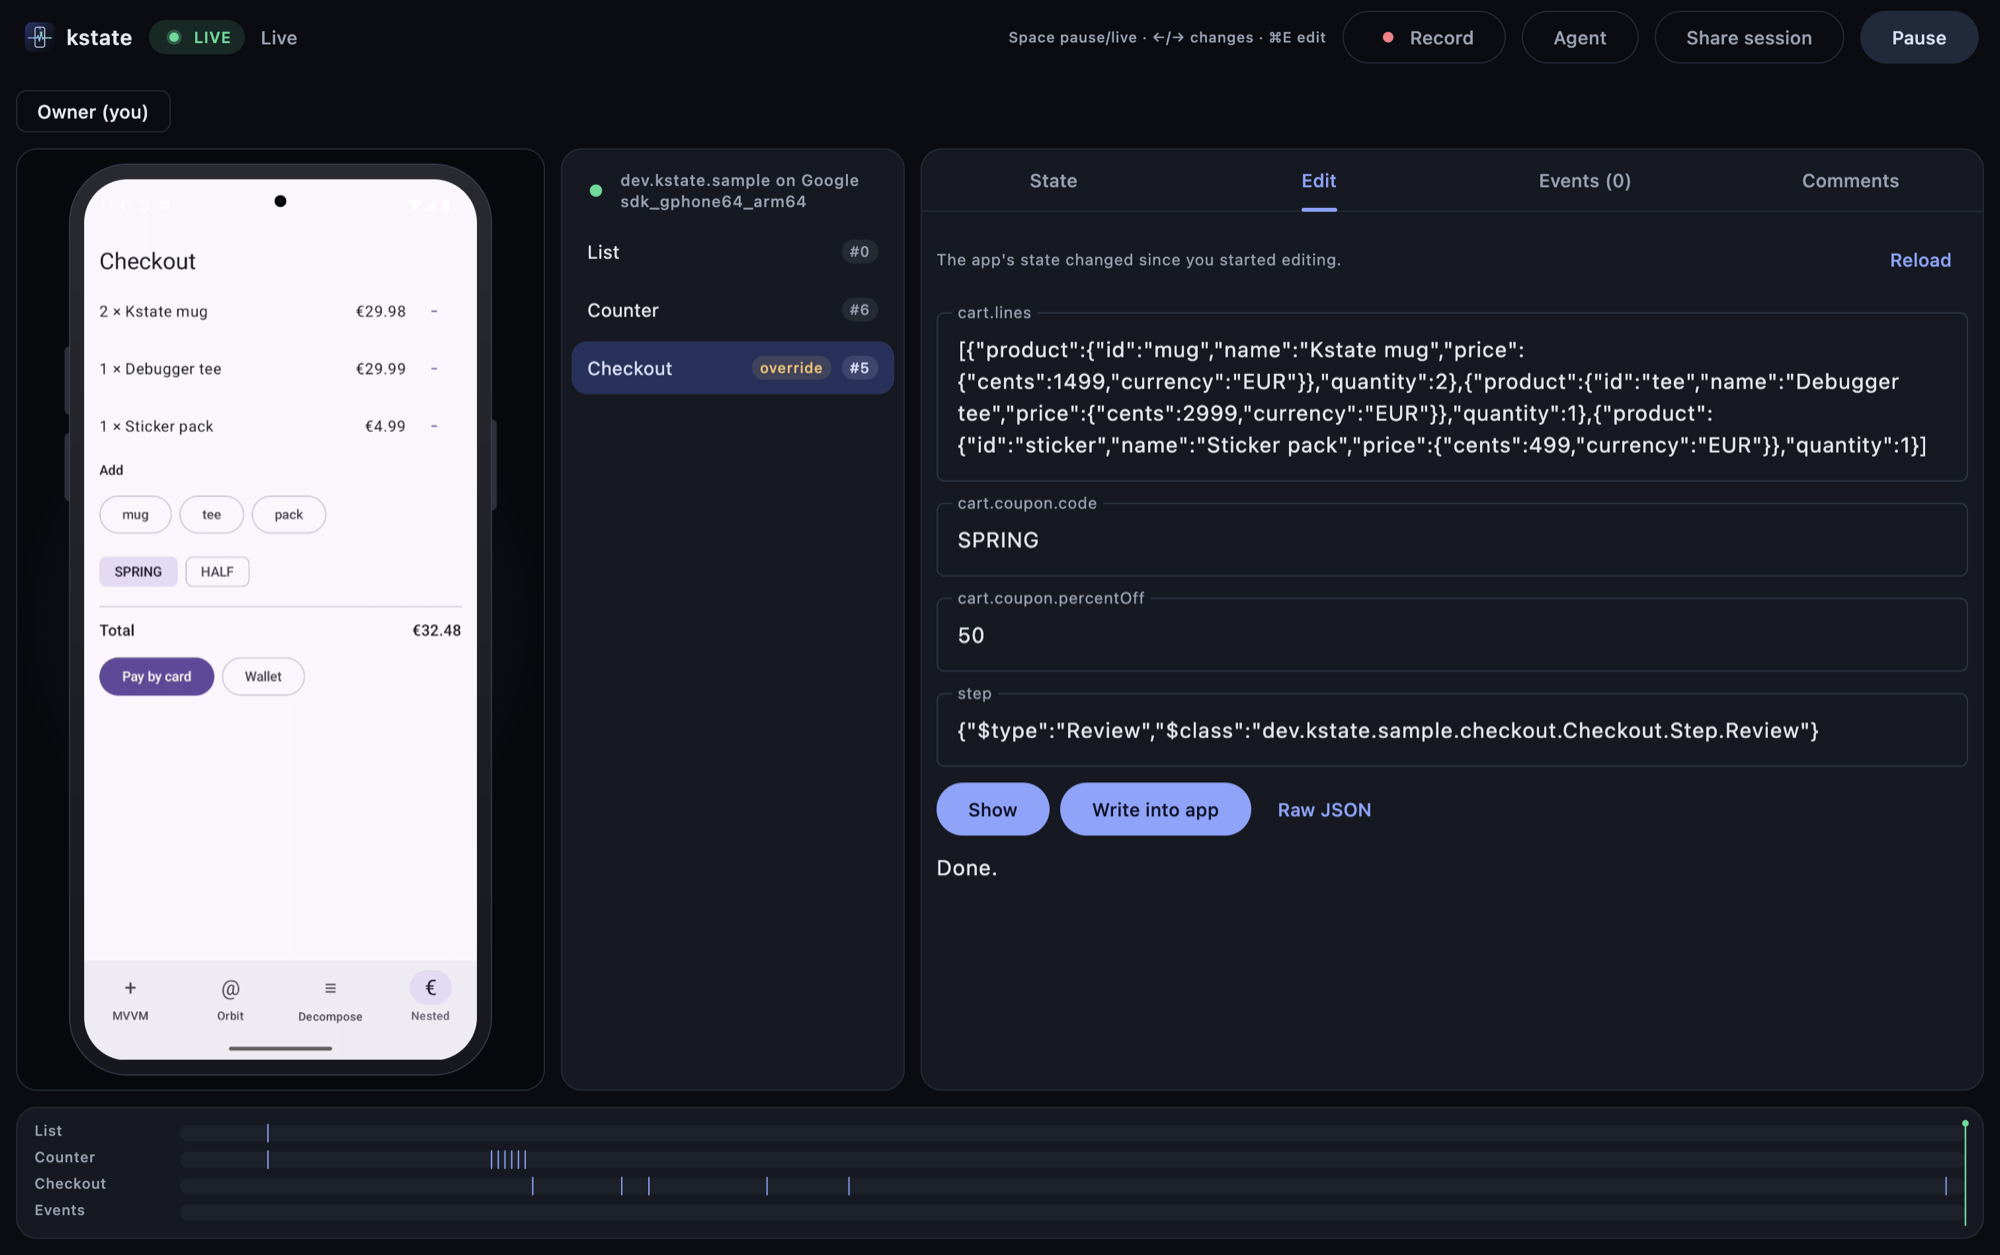 kstate
LIVE
Live
Space pause/live · ←/→ changes · ⌘E edit
Record
Agent
Share session
Pause
Owner (you)
Checkout
2 × Kstate mug €29.98 -
1 × Debugger tee €29.99 -
1 × Sticker pack €4.99 -
Add
mug tee pack
SPRING HALF
Total €32.48
Pay by card Wallet
+ @ ≡ €
MVVM Orbit Decompose Nested
dev.kstate.sample on Google
sdk_gphone64_arm64
List #0
Counter #6
Checkout override #5
State Edit Events (0) Comments
The app's state changed since you started editing. Reload
cart.lines
[{"product":{"id":"mug","name":"Kstate mug","price":
{"cents":1499,"currency":"EUR"}},"quantity":2},{"product":{"id":"tee","name":"Debugger
tee","price":{"cents":2999,"currency":"EUR"}},"quantity":1},{"product":
{"id":"sticker","name":"Sticker pack","price":{"cents":499,"currency":"EUR"}},"quantity":1}]
cart.coupon.code
SPRING
cart.coupon.percentOff
50
step
{"$type":"Review","$class":"dev.kstate.sample.checkout.Checkout.Step.Review"}
Show Write into app Raw JSON
Done.
List
Counter
Checkout
Events